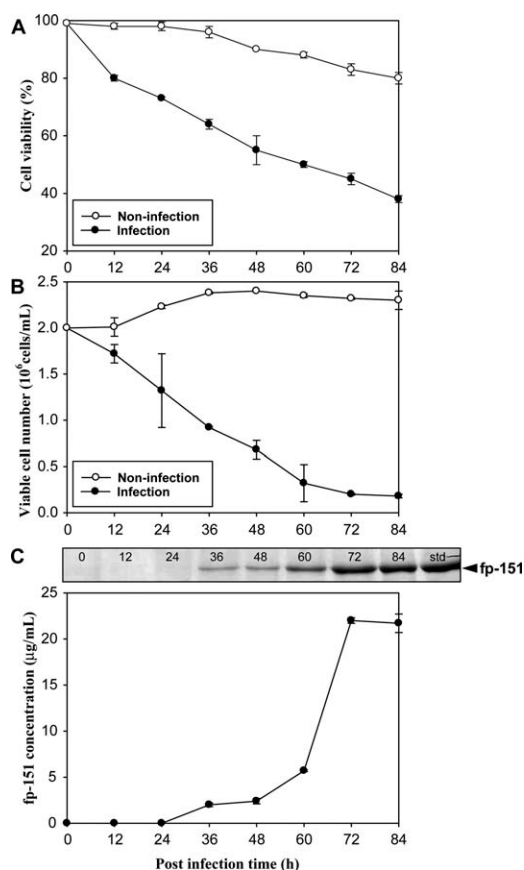 A
Cell viability (%)
100
80
60
40
20
Non-infection
Infection
0 12 24 36 48 60 72 84
B
Viable cell number (10⁶cells/mL)
2.5
2.0
1.5
1.0
0.5
0.0
Non-infection
Infection
0 12 24 36 48 60 72 84
C
0 12 24 36 48 60 72 84 std
fp-151
fp-151 concentration (µg/mL)
25
20
15
10
5
0
0 12 24 36 48 60 72 84
Post infection time (h)